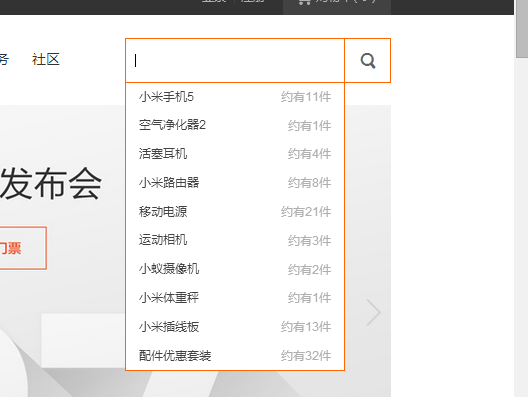 务 社区
小米手机5 约有11件
空气净化器2 约有1件
活塞耳机 约有4件
小米路由器 约有8件
发布会
移动电源 约有21件
运动相机 约有3件
门票
小蚁摄像机 约有2件
小米体重秤 约有1件
小米插线板 约有13件
配件优惠套装 约有32件